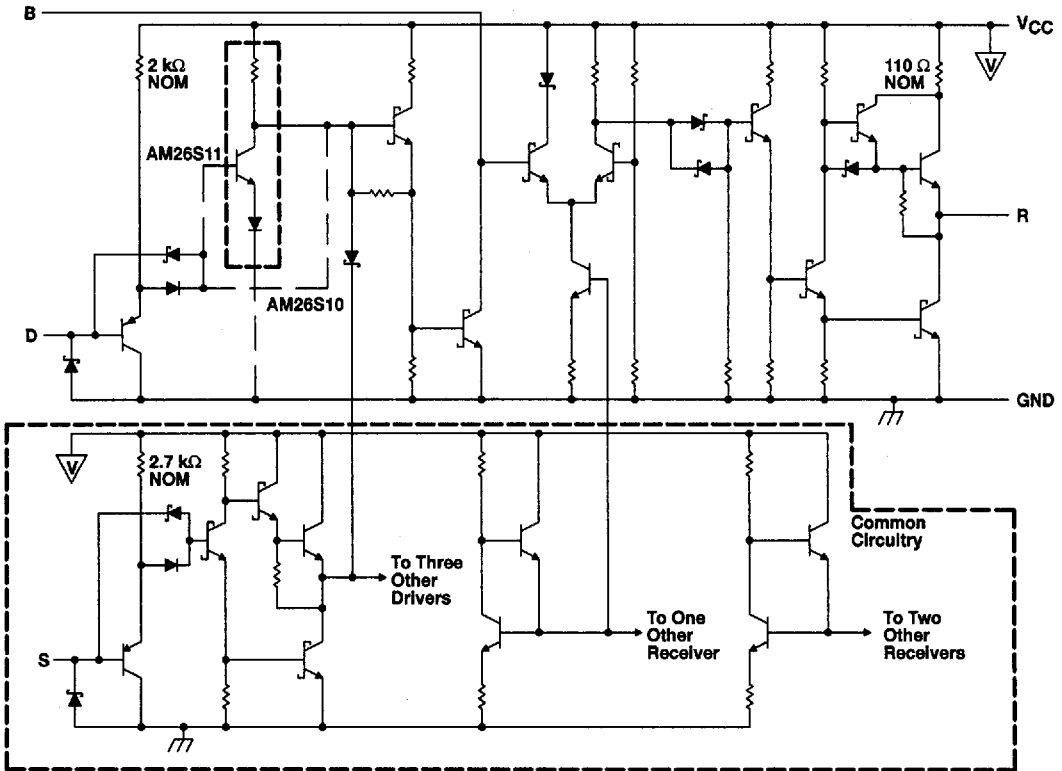 B
VCC
V
2 kΩ
NOM
110 Ω
NOM
AM26S11
R
AM26S10
D
GND
V
2.7 kΩ
NOM
Common
Circuitry
To Three
Other
Drivers
To One
Other
Receiver
To Two
Other
Receivers
S